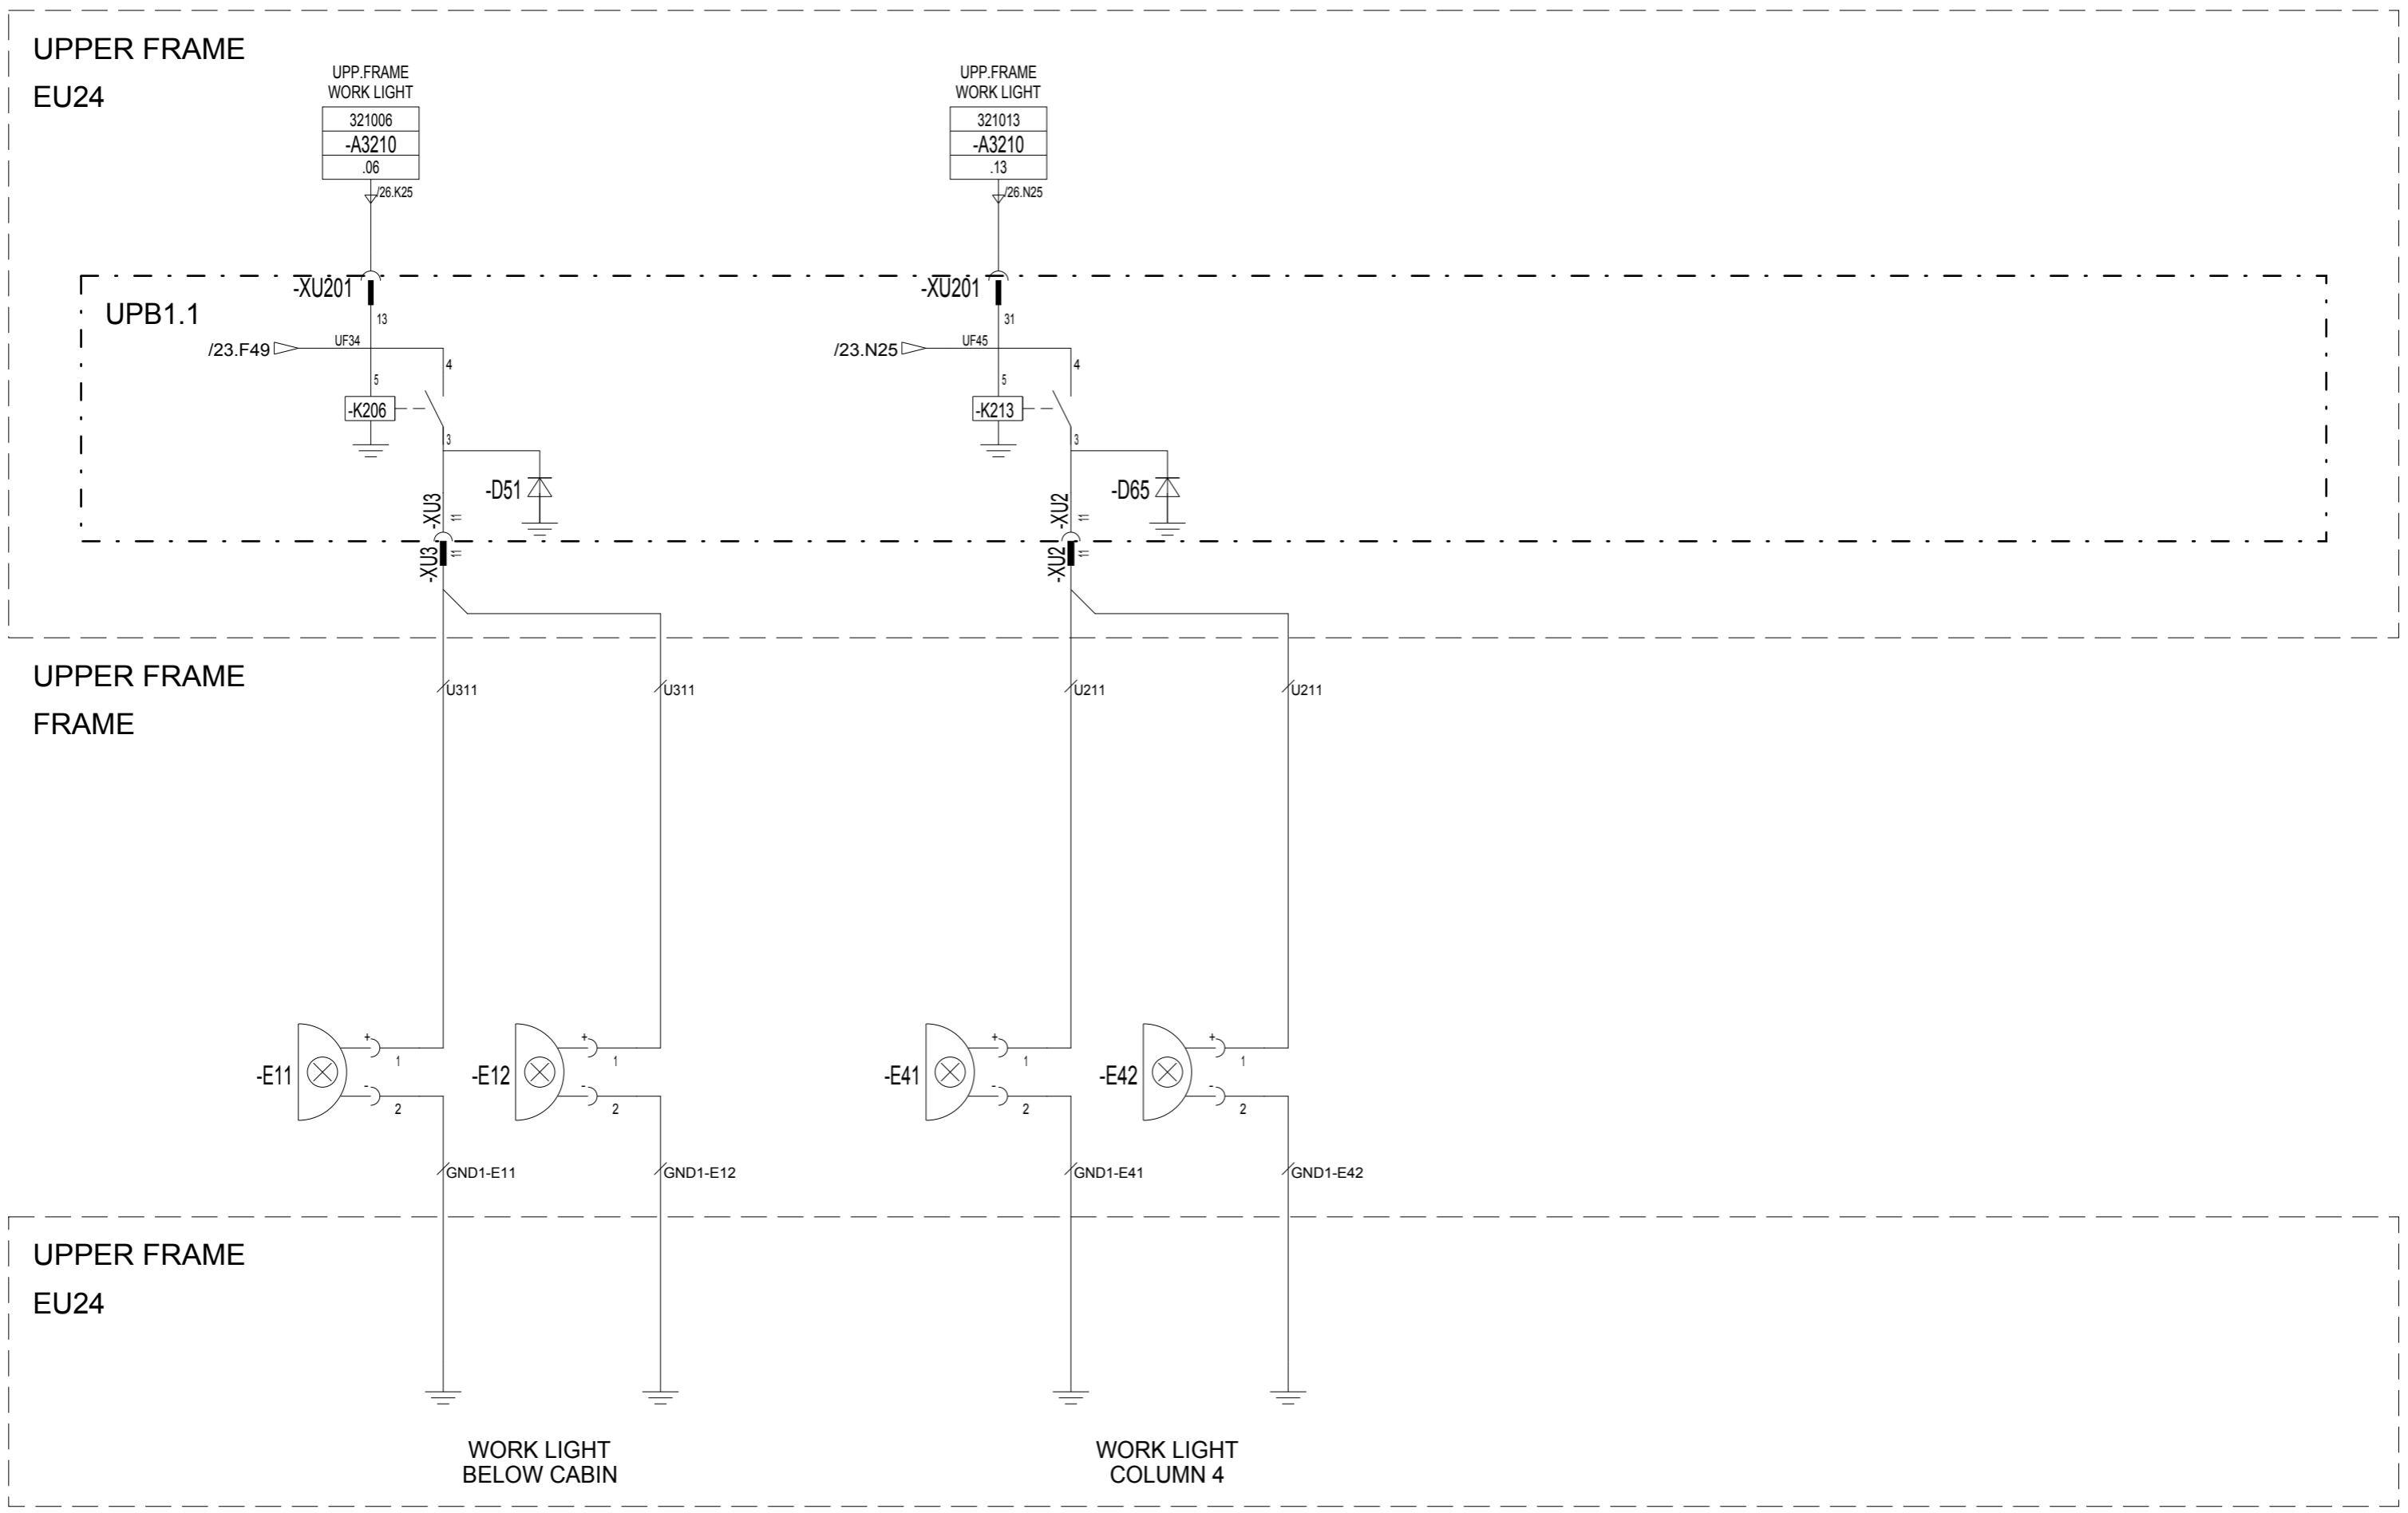 UPPER FRAME
EU24
UPP.FRAME
WORK LIGHT
321006
-A3210
.06
/26.K25
UPP.FRAME
WORK LIGHT
321013
-A3210
.13
/26.N25
UPB1.1
-XU201
13
/23.F49
UF34
4
5
-K206
3
-D51
-XU3
11
-XU3
11
-XU201
31
/23.N25
UF45
4
5
-K213
3
-D65
-XU2
11
-XU2
11
UPPER FRAME
FRAME
U311
U311
U211
U211
-E11
+
1
-
2
-E12
+
1
-
2
-E41
+
1
-
2
-E42
+
1
-
2
GND1-E11
GND1-E12
GND1-E41
GND1-E42
UPPER FRAME
EU24
WORK LIGHT
BELOW CABIN
WORK LIGHT
COLUMN 4